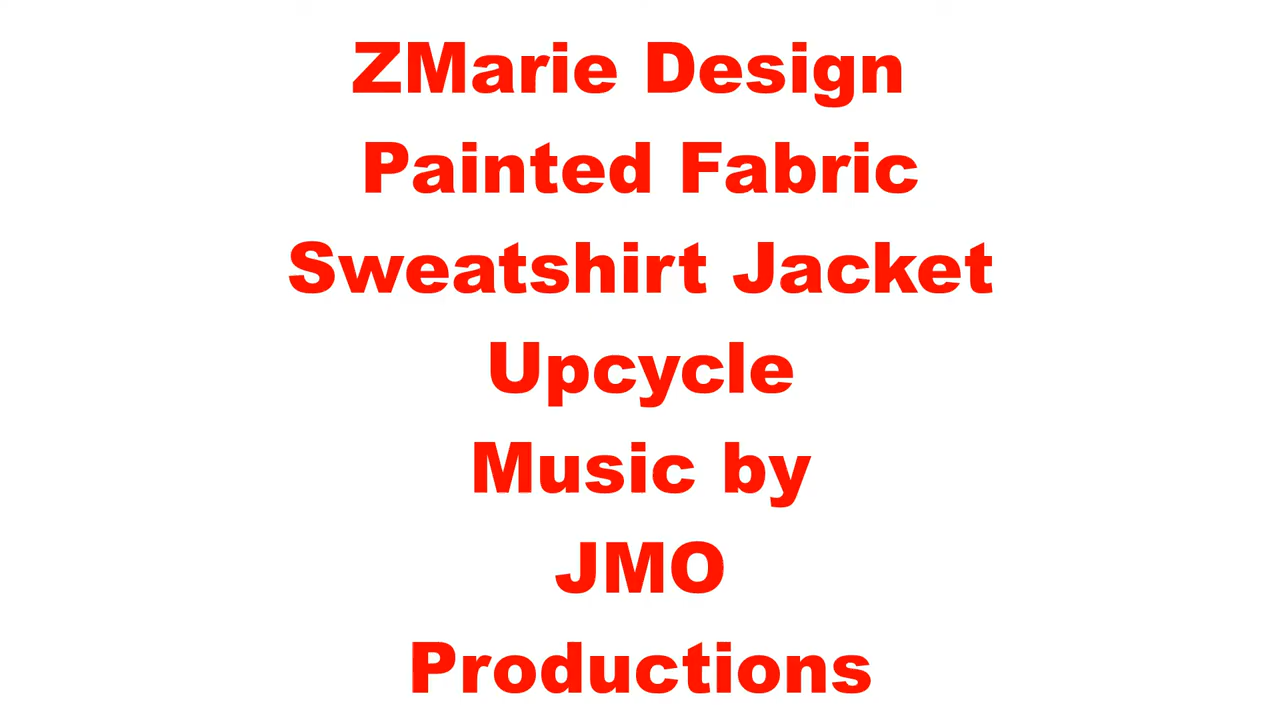 ZMarie Design
Painted Fabric
Sweatshirt Jacket
Upcycle
Music by
JMO
Productions